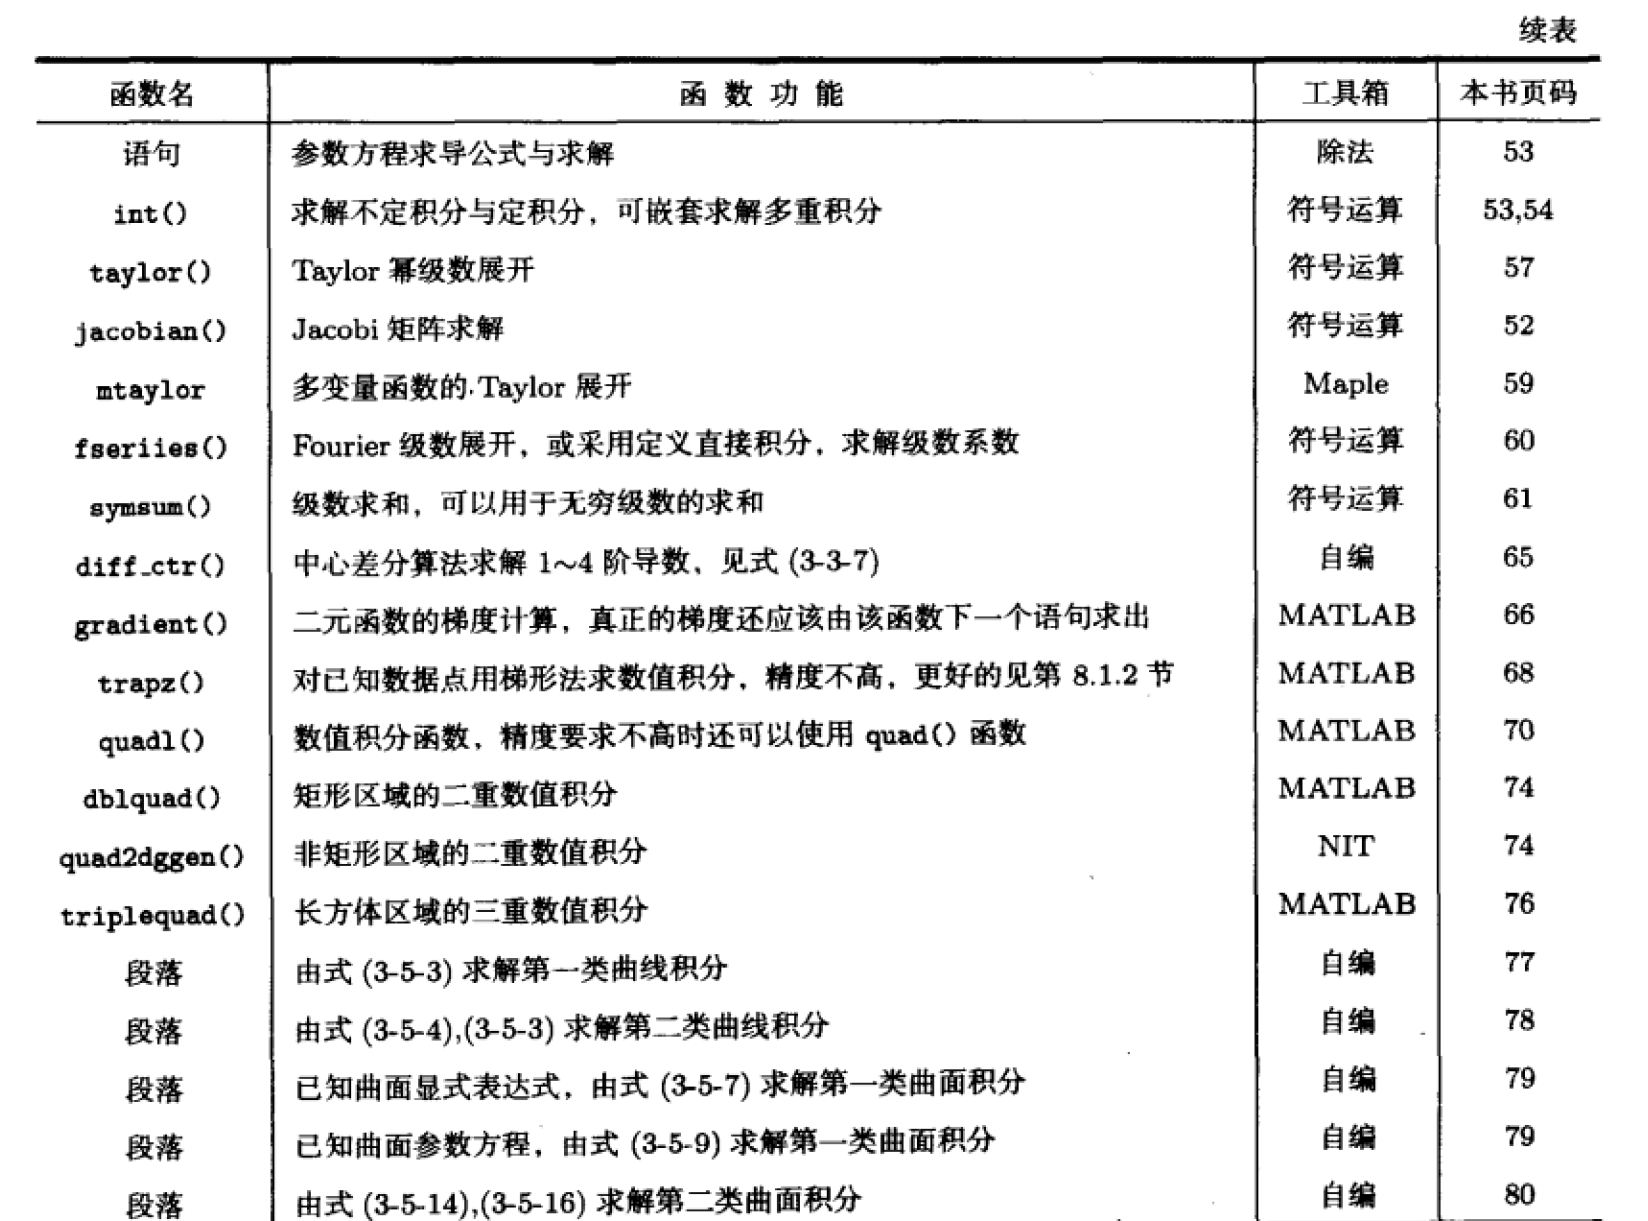 续表
函数名 函数功能 工具箱 本书页码
语句 参数方程求导公式与求解 除法 53
int() 求解不定积分与定积分，可嵌套求解多重积分 符号运算 53,54
taylor() Taylor 幂级数展开 符号运算 57
jacobian() Jacobi 矩阵求解 符号运算 52
mtaylor 多变量函数的 Taylor 展开 Maple 59
fseriies() Fourier 级数展开，或采用定义直接积分，求解级数系数 符号运算 60
symsum() 级数求和，可以用于无穷级数的求和 符号运算 61
diff_ctr() 中心差分算法求解 1~4 阶导数，见式 (3-3-7) 自编 65
gradient() 二元函数的梯度计算，真正的梯度还应该由该函数下一个语句求出 MATLAB 66
trapz() 对已知数据点用梯形法求数值积分，精度不高，更好的见第 8.1.2 节 MATLAB 68
quadl() 数值积分函数，精度要求不高时还可以使用 quad() 函数 MATLAB 70
dblquad() 矩形区域的二重数值积分 MATLAB 74
quad2dggen() 非矩形区域的二重数值积分 NIT 74
triplequad() 长方体区域的三重数值积分 MATLAB 76
段落 由式 (3-5-3) 求解第一类曲线积分 自编 77
段落 由式 (3-5-4),(3-5-3) 求解第二类曲线积分 自编 78
段落 已知曲面显式表达式，由式 (3-5-7) 求解第一类曲面积分 自编 79
段落 已知曲面参数方程，由式 (3-5-9) 求解第一类曲面积分 自编 79
段落 由式 (3-5-14),(3-5-16) 求解第二类曲面积分 自编 80